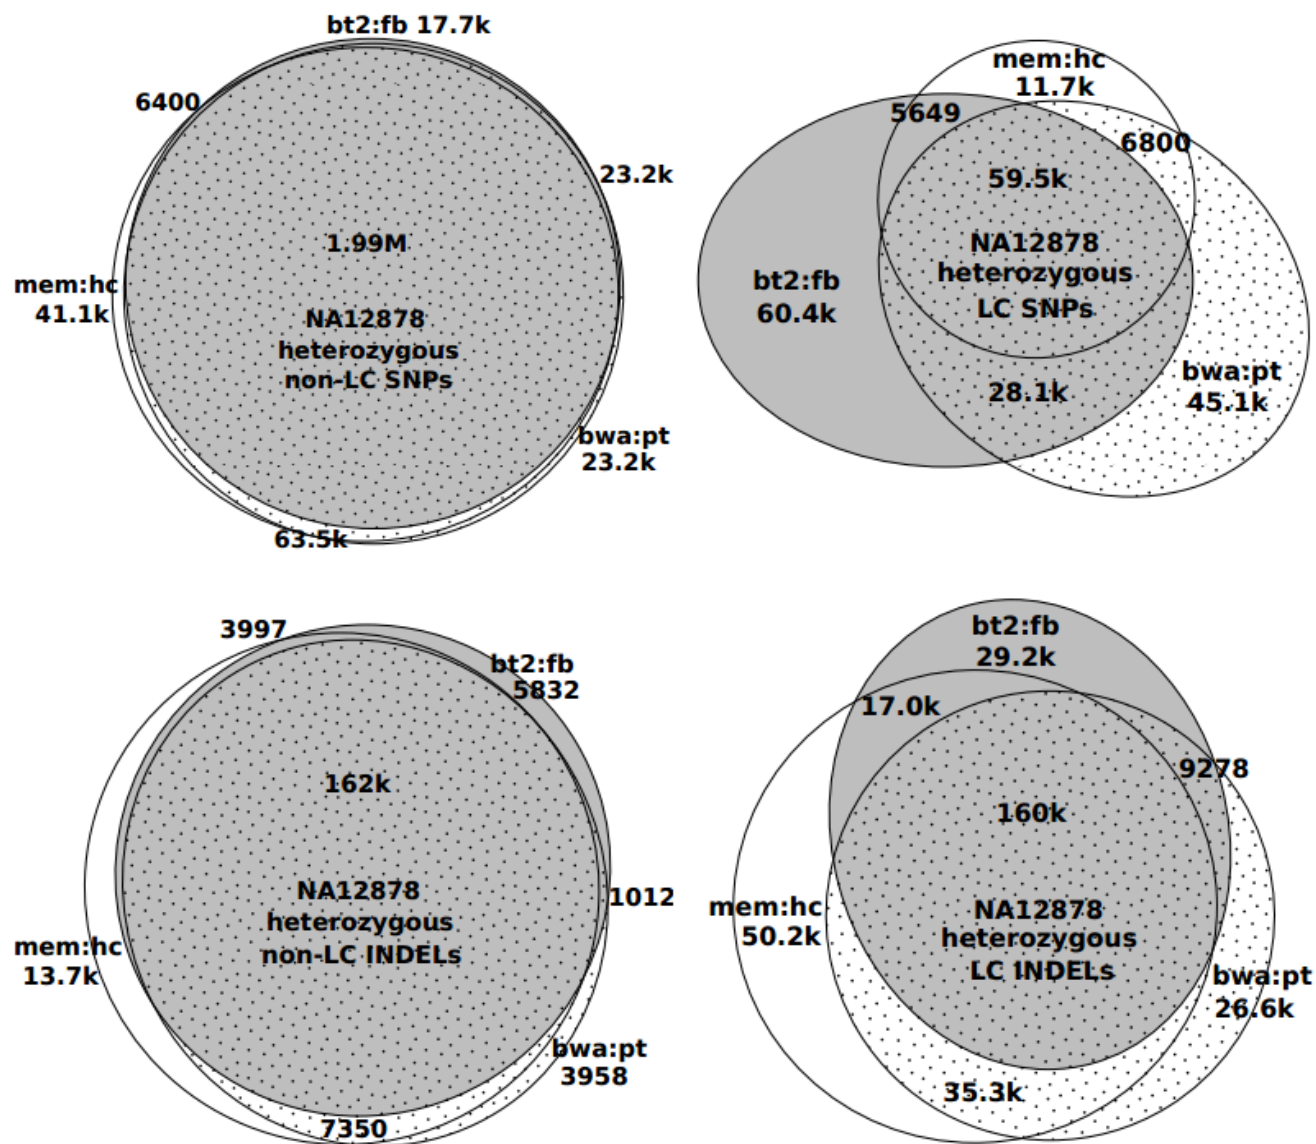 bt2:fb 17.7k
6400
23.2k
1.99M
mem:hc
41.1k
NA12878
heterozygous
non-LC SNPs
bwa:pt
23.2k
63.5k
mem:hc
11.7k
5649
6800
59.5k
NA12878
heterozygous
LC SNPs
bt2:fb
60.4k
28.1k
bwa:pt
45.1k
3997
bt2:fb
5832
162k
NA12878
heterozygous
non-LC INDELs
1012
mem:hc
13.7k
bwa:pt
3958
7350
bt2:fb
29.2k
17.0k
9278
160k
mem:hc
50.2k
NA12878
heterozygous
LC INDELs
bwa:pt
26.6k
35.3k